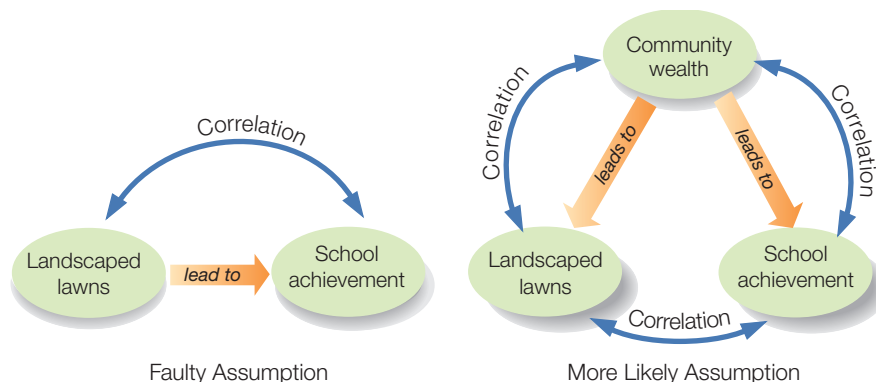 Correlation
Landscaped
lawns
lead to
School
achievement
Faulty Assumption
Community
wealth
Correlation
Correlation
leads to
leads to
Landscaped
lawns
School
achievement
Correlation
More Likely Assumption